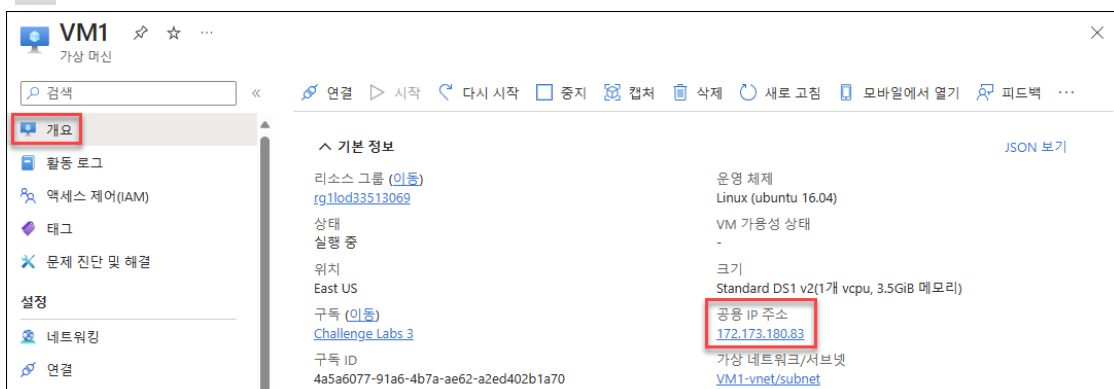 VM1
가상 머신
검색
연결 시작 다시 시작 중지 캡처 삭제 새로 고침 모바일에서 열기 피드백
개요
활동 로그
액세스 제어(IAM)
태그
문제 진단 및 해결
설정
네트워킹
연결
기본 정보
JSON 보기
리소스 그룹 (이동)
rg1lod33513069
상태
실행 중
위치
East US
구독 (이동)
Challenge Labs 3
구독 ID
4a5a6077-91a6-4b7a-ae62-a2ed402b1a70
운영 체제
Linux (ubuntu 16.04)
VM 가용성 상태
-
크기
Standard DS1 v2(1개 vcpu, 3.5GiB 메모리)
공용 IP 주소
172.173.180.83
가상 네트워크/서브넷
VM1-vnet/subnet